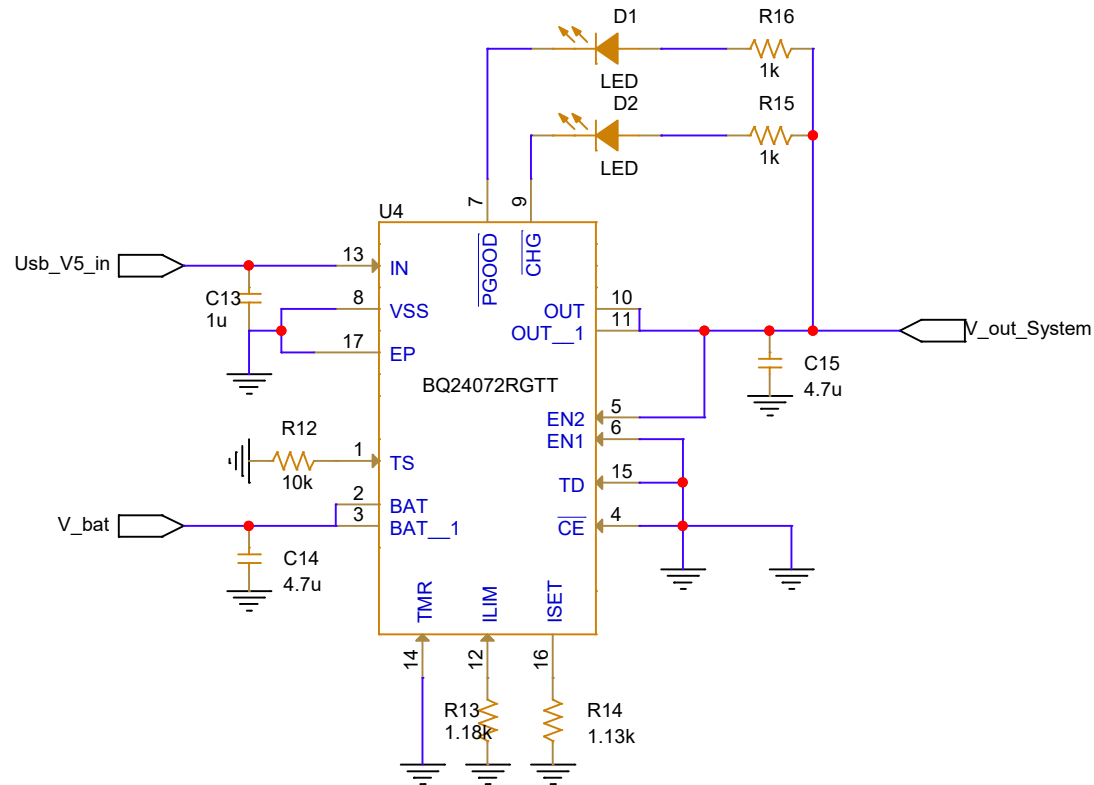 D1
R16
LED
1k
D2
R15
LED
1k
7
9
U4
Usb_V5_in
13
IN
PGOOD
CHG
C13
1u
8
VSS
OUT
10
OUT__1
11
V_out_System
17
EP
C15
4.7u
BQ24072RGTT
EN2
5
EN1
6
R12
10k
1
TS
TD
15
2
BAT
V_bat
3
BAT__1
CE
4
C14
4.7u
TMR
ILIM
ISET
14
12
16
R13
1.18k
R14
1.13k